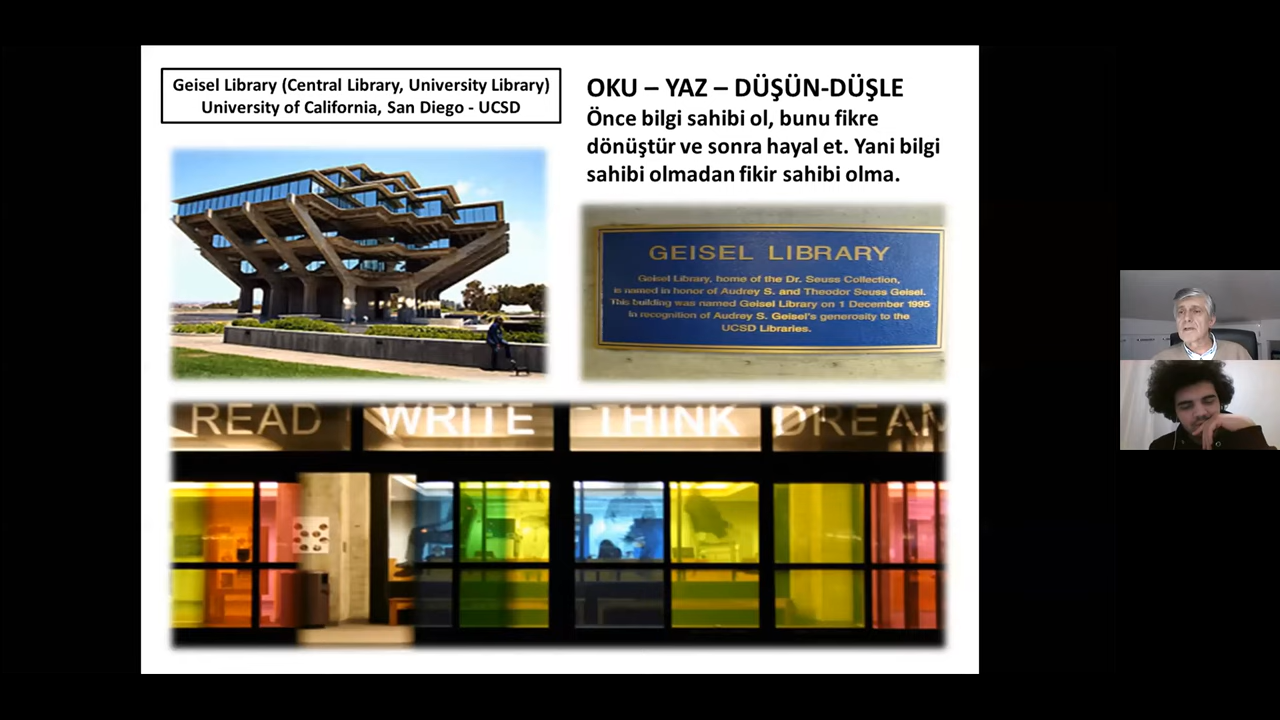 Geisel Library (Central Library, University Library)
University of California, San Diego - UCSD
OKU – YAZ – DÜŞÜN-DÜŞLE
Önce bilgi sahibi ol, bunu fikre
dönüştür ve sonra hayal et. Yani bilgi
sahibi olmadan fikir sahibi olma.
GEISEL LIBRARY
Geisel Library, home of the Dr. Seuss Collection,
is named in honor of Audrey S. and Theodor Seuss Geisel.
This building was named Geisel Library on 1 December 1995
in recognition of Audrey S. Geisel's generosity to the
UCSD Libraries.
READ WRITE THINK DREAM